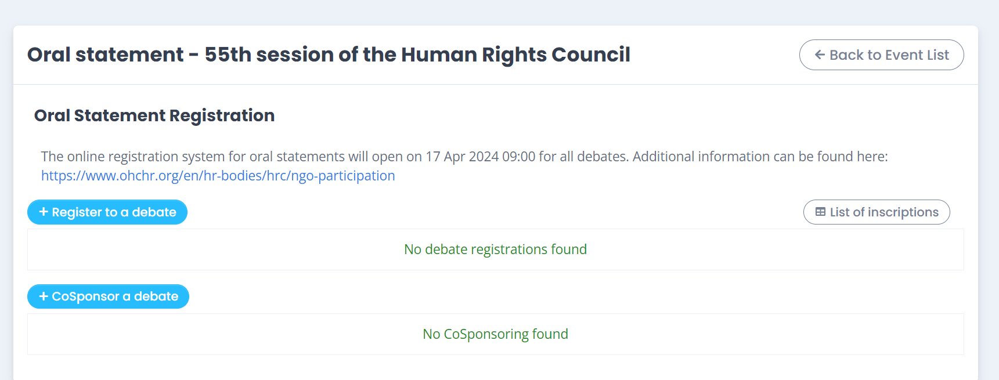 Oral statement - 55th session of the Human Rights Council
Back to Event List
Oral Statement Registration
The online registration system for oral statements will open on 17 Apr 2024 09:00 for all debates. Additional information can be found here:
https://www.ohchr.org/en/hr-bodies/hrc/ngo-participation
+ Register to a debate
List of inscriptions
No debate registrations found
+ CoSponsor a debate
No CoSponsoring found